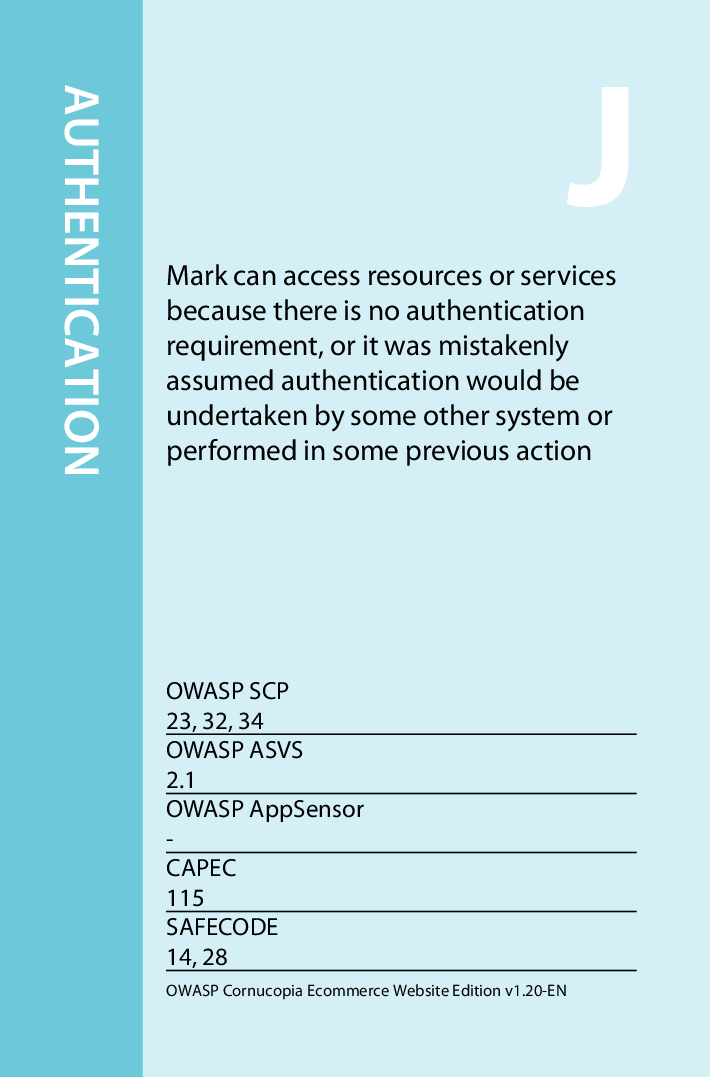 AUTHENTICATION
J
Mark can access resources or services
because there is no authentication
requirement, or it was mistakenly
assumed authentication would be
undertaken by some other system or
performed in some previous action
OWASP SCP
23, 32, 34
OWASP ASVS
2.1
OWASP AppSensor
-
CAPEC
115
SAFECODE
14, 28
OWASP Cornucopia Ecommerce Website Edition v1.20-EN